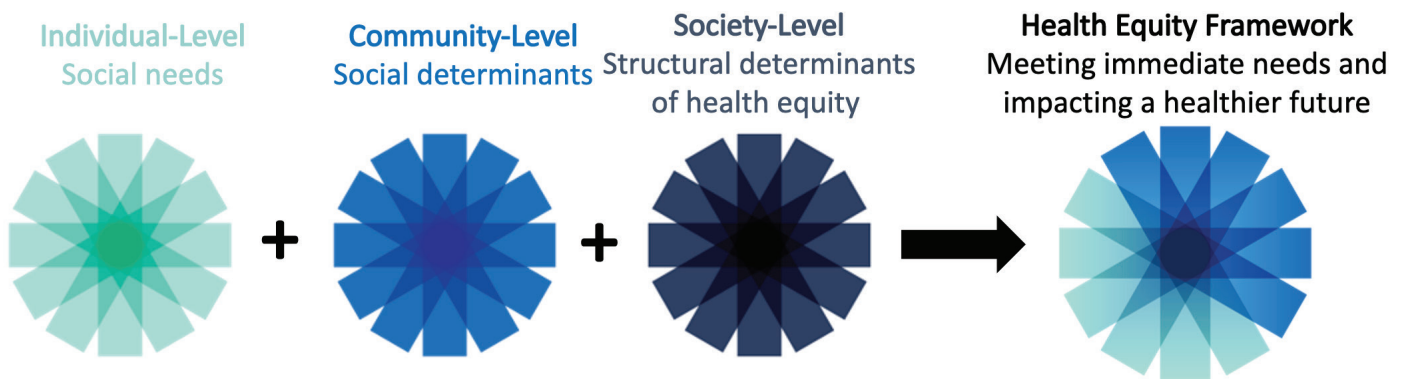 Individual-Level
Social needs
Community-Level
Social determinants
Society-Level
Structural determinants
of health equity
Health Equity Framework
Meeting immediate needs and
impacting a healthier future
+
+